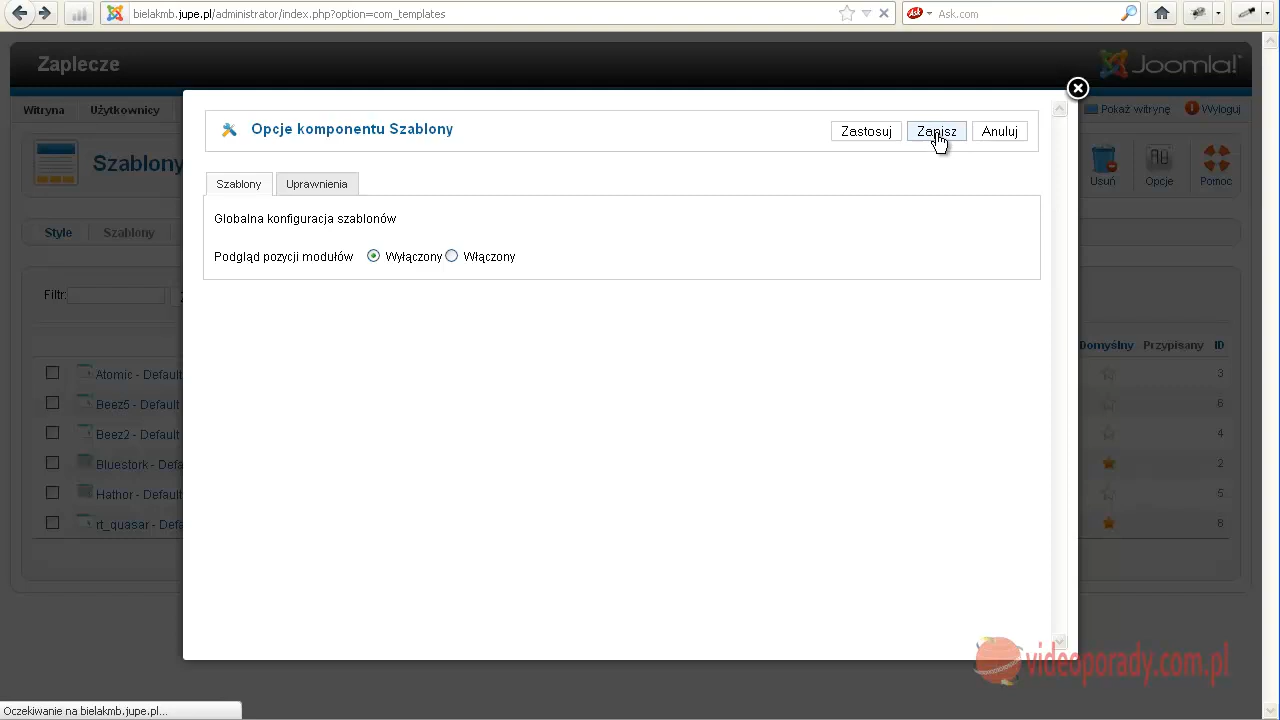 bielakmb.jupe.pl/administrator/index.php?option=com_templates
Ask.com
Zaplecze
Joomla!
Witryna Użytkownicy
Pokaż witrynę Wyloguj
Opcje komponentu Szablony
Zastosuj Zapisz Anuluj
Szablony
Usuń Opcje Pomoc
Szablony Uprawnienia
Globalna konfiguracja szablonów
Style Szablony
Podgląd pozycji modułów Wyłączony Włączony
Filtr:
Domyślny Przypisany ID
Atomic - Default 3
Beez5 - Default 6
Beez2 - Default 4
Bluestork - Defa 2
Hathor - Default 5
rt_quasar - Def 8
videoporady.com.pl
Oczekiwanie na bielakmb.jupe.pl...